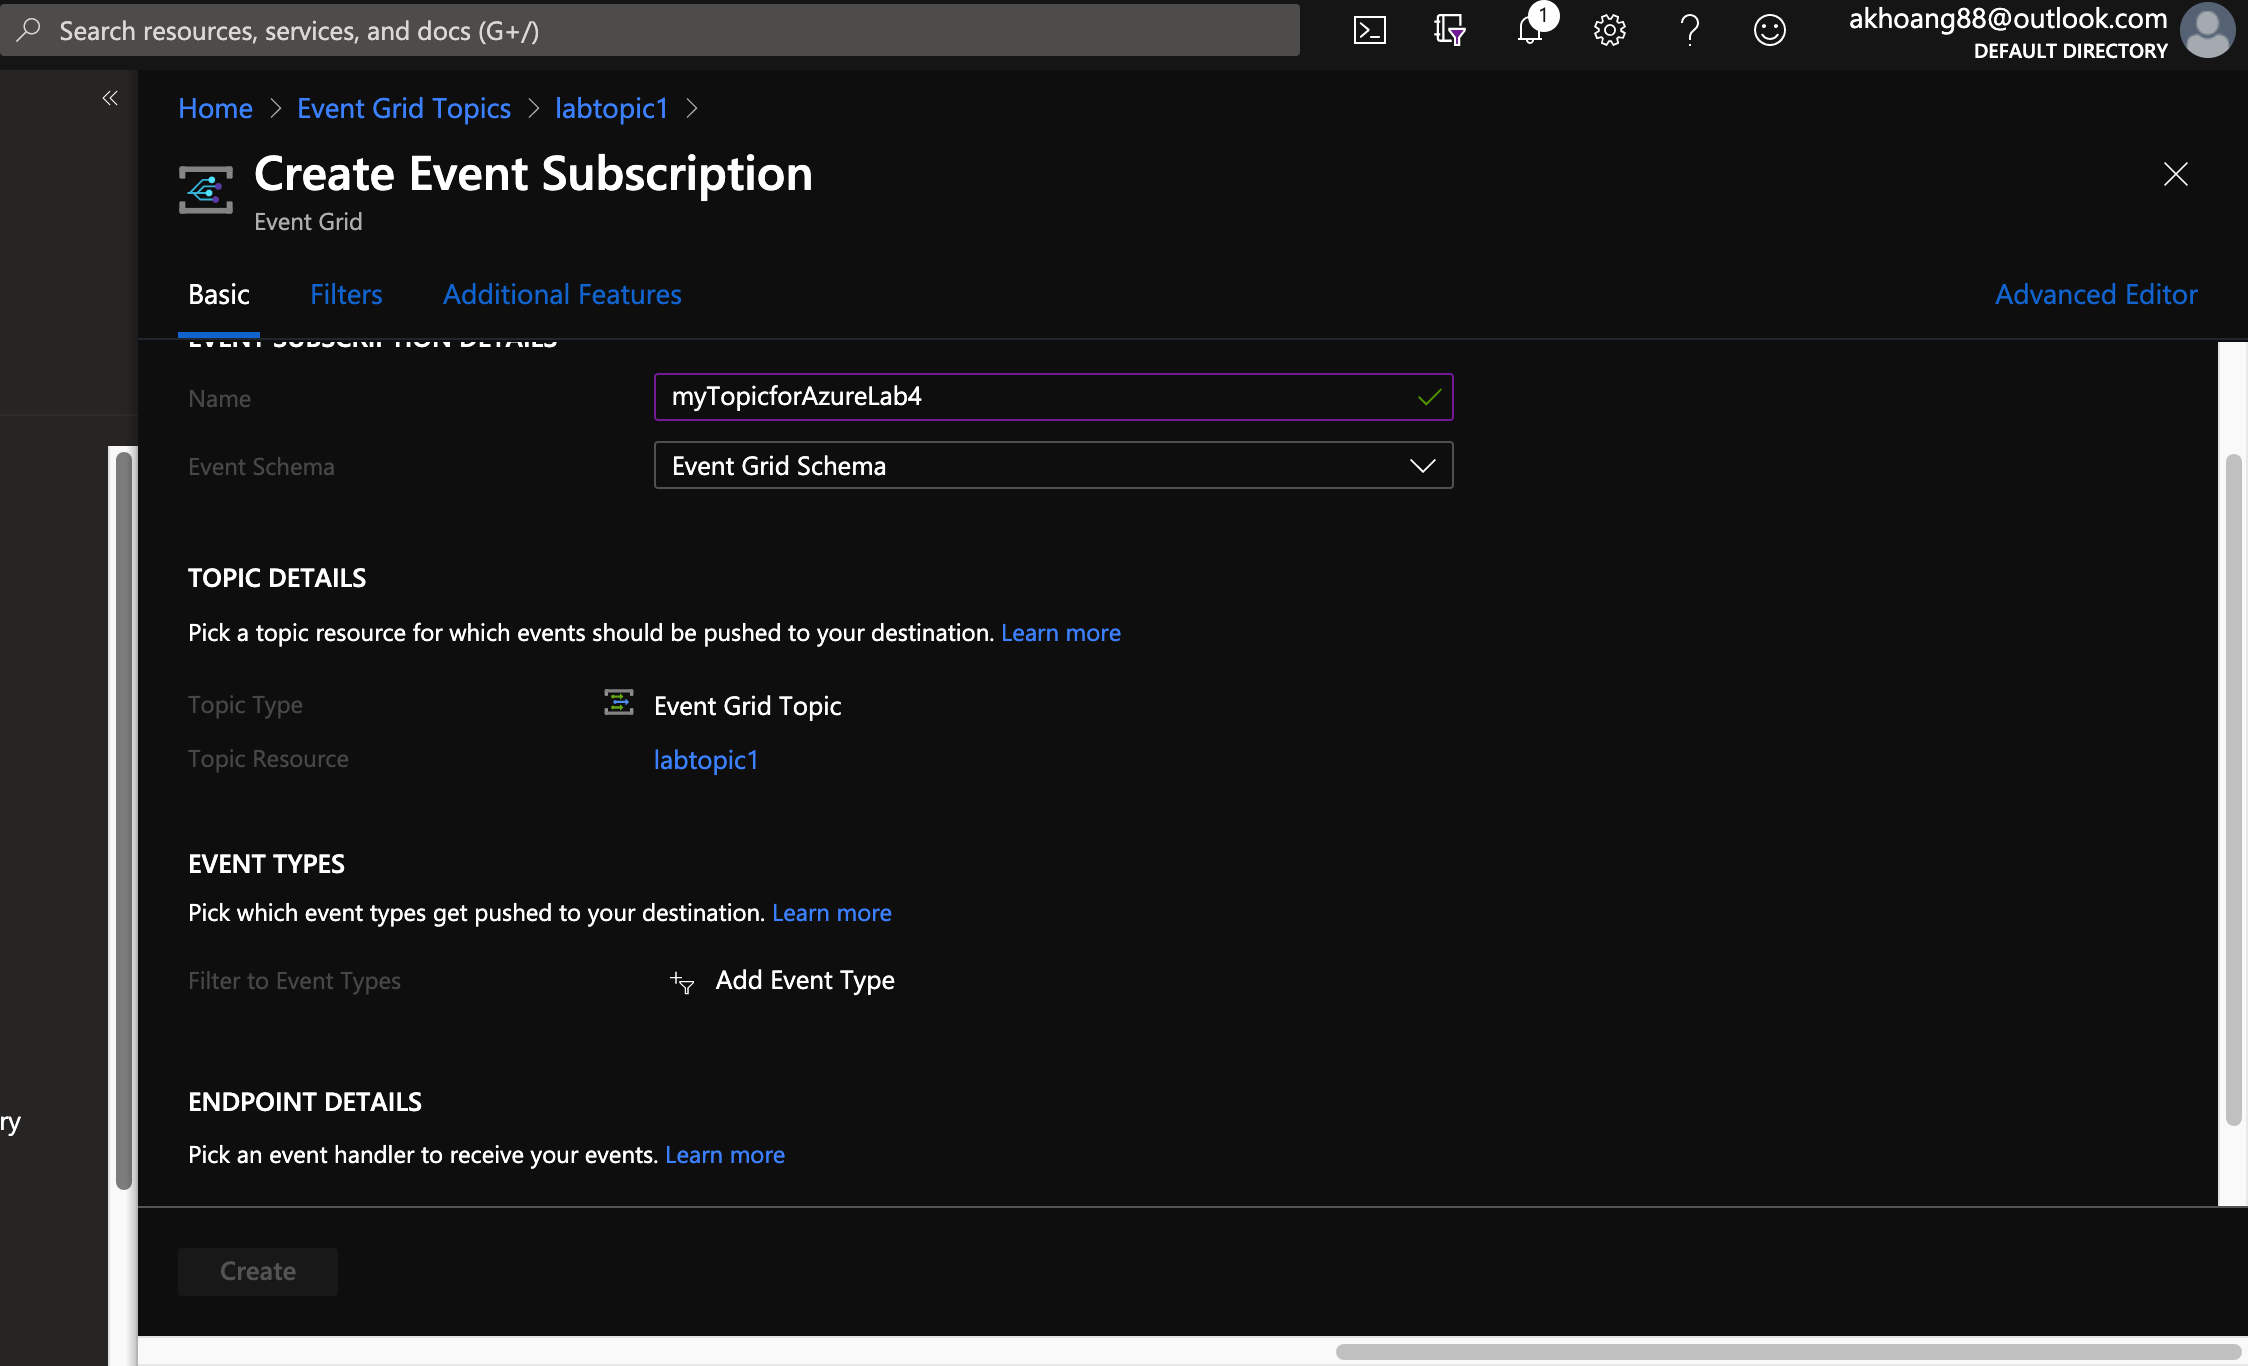 Search resources, services, and docs (G+/)
1
akhoang88@outlook.com
DEFAULT DIRECTORY
Home > Event Grid Topics > labtopic1 >
Create Event Subscription
Event Grid
Basic Filters Additional Features Advanced Editor
EVENT SUBSCRIPTION DETAILS
Name myTopicforAzureLab4
Event Schema Event Grid Schema
TOPIC DETAILS
Pick a topic resource for which events should be pushed to your destination. Learn more
Topic Type Event Grid Topic
Topic Resource labtopic1
EVENT TYPES
Pick which event types get pushed to your destination. Learn more
Filter to Event Types Add Event Type
ENDPOINT DETAILS
ry
Pick an event handler to receive your events. Learn more
Create